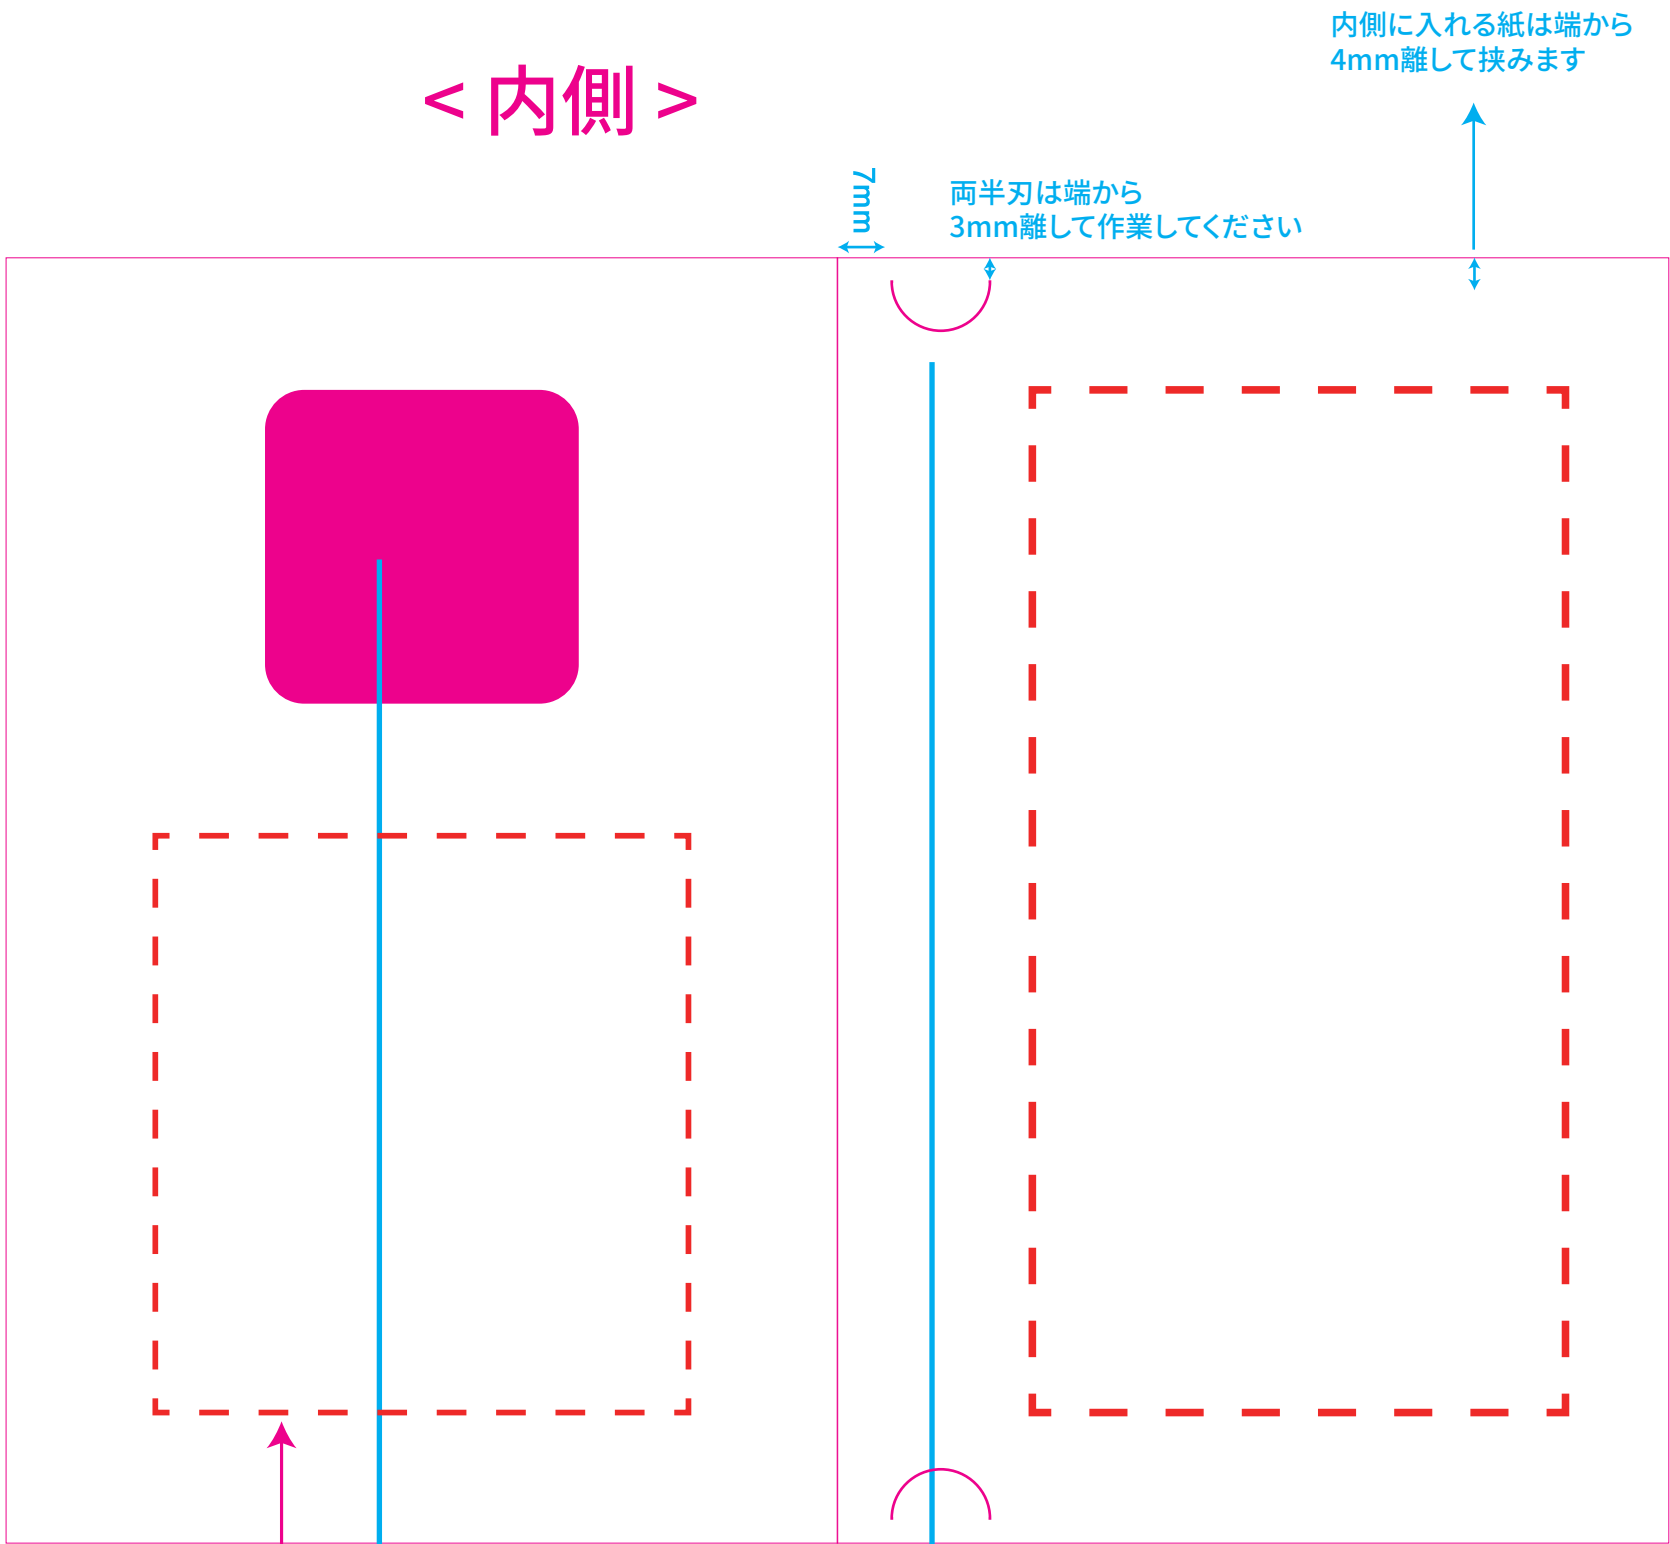 内側に入れる紙は端から
4mm離して挟みます
< 内側 >
7mm
両半刃は端から
3mm離して作業してください